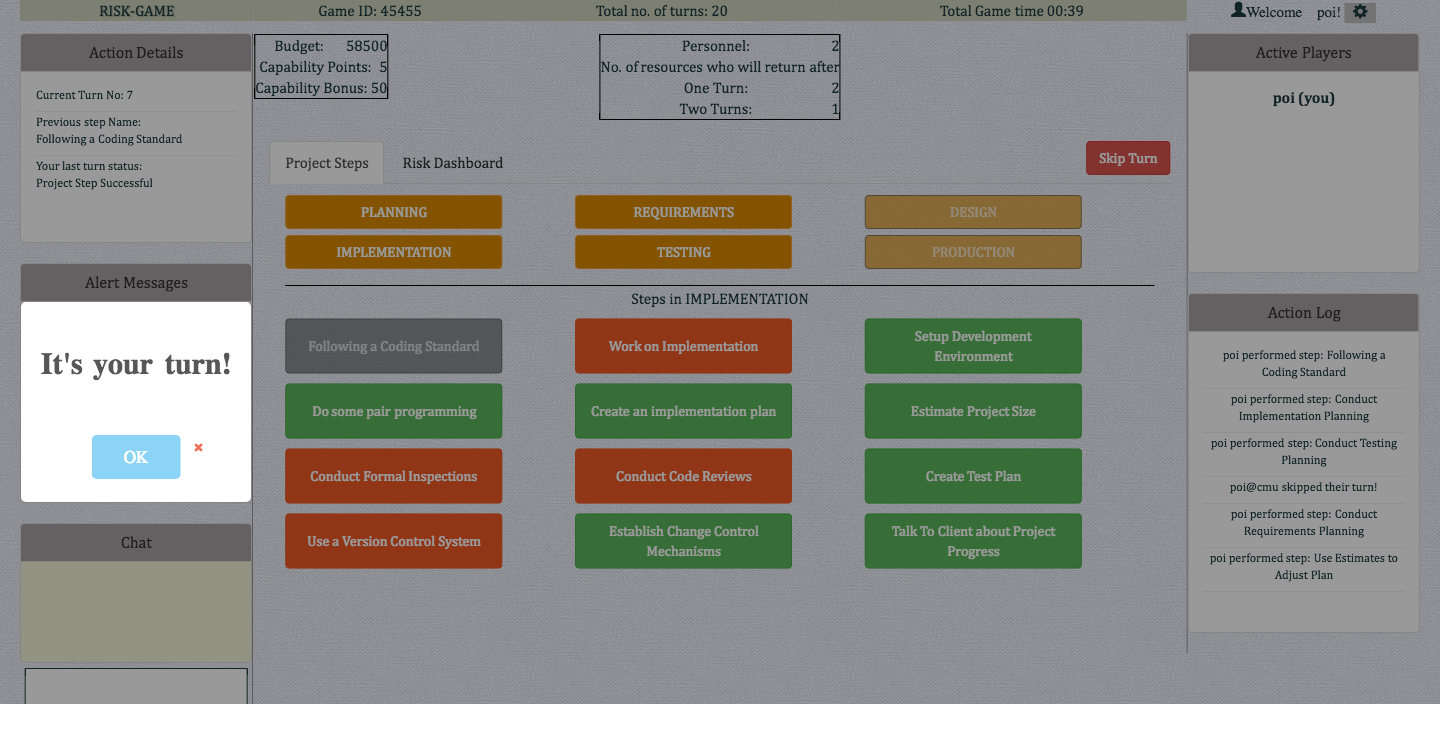 RISK-GAME
Game ID: 45455
Total no. of turns: 20
Total Game time 00:39
Welcome poi!
Action Details
Current Turn No: 7
Previous step Name:
Following a Coding Standard
Your last turn status:
Project Step Successful
Alert Messages
It's your turn!
OK
Chat
Budget: 58500
Capability Points: 5
Capability Bonus: 50
Personnel: 2
No. of resources who will return after
One Turn: 2
Two Turns: 1
Project Steps
Risk Dashboard
Skip Turn
PLANNING
REQUIREMENTS
DESIGN
IMPLEMENTATION
TESTING
PRODUCTION
Steps in IMPLEMENTATION
Following a Coding Standard
Work on Implementation
Setup Development
Environment
Do some pair programming
Create an implementation plan
Estimate Project Size
Conduct Formal Inspections
Conduct Code Reviews
Create Test Plan
Use a Version Control System
Establish Change Control
Mechanisms
Talk To Client about Project
Progress
Active Players
poi (you)
Action Log
poi performed step: Following a
Coding Standard
poi performed step: Conduct
Implementation Planning
poi performed step: Conduct Testing
Planning
poi@cmu skipped their turn!
poi performed step: Conduct
Requirements Planning
poi performed step: Use Estimates to
Adjust Plan